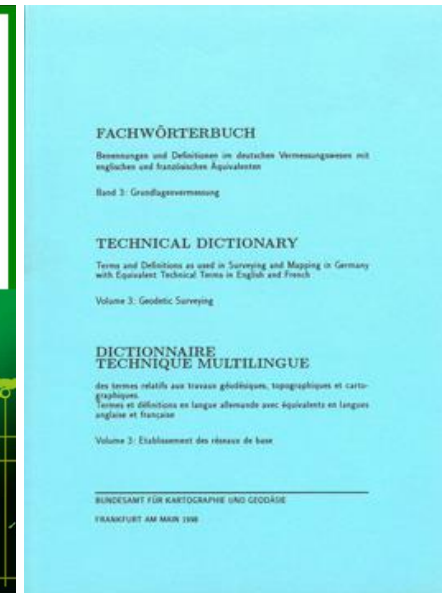 FACHWÖRTERBUCH
Benennungen und Definitionen im deutschen Vermessungswesen mit
englischen und französischen Äquivalenten
Band 3: Grundlagenvermessung
TECHNICAL DICTIONARY
Terms and Definitions as used in Surveying and Mapping in Germany
with Equivalent Technical Terms in English and French
Volume 3: Geodetic Surveying
DICTIONNAIRE
TECHNIQUE MULTILINGUE
des termes relatifs aux travaux géodésiques, topographiques et carto-
graphiques.
Termes et définitions en langue allemande avec équivalents en langues
anglaise et française
Volume 3: Etablissement des réseaux de base
BUNDESAMT FÜR KARTOGRAPHIE UND GEODÄSIE
FRANKFURT AM MAIN 1998